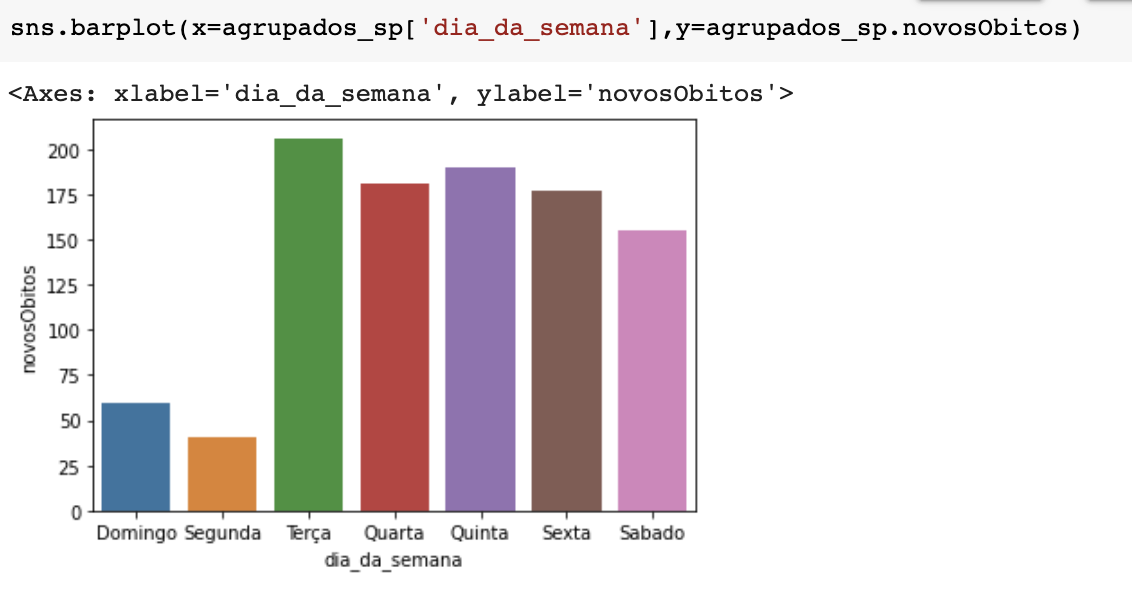 sns.barplot(x=agrupados_sp['dia_da_semana'],y=agrupados_sp.novosObitos)
<Axes: xlabel='dia_da_semana', ylabel='novosObitos'>
200
175
150
125
100
75
50
25
0
novosObitos
Domingo Segunda Terça Quarta Quinta Sexta Sabado
dia_da_semana